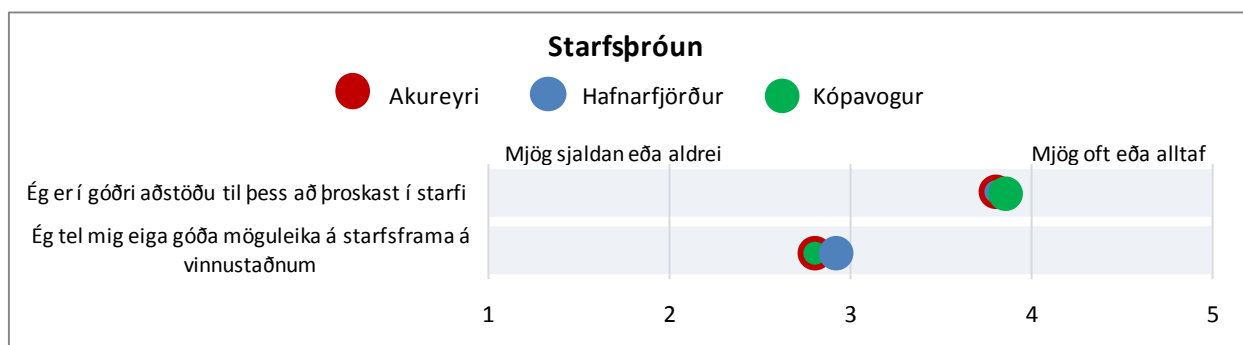 Starfsþróun
Akureyri Hafnarfjörður Kópavogur
Mjög sjaldan eða aldrei Mjög oft eða alltaf
Ég er í góðri aðstöðu til þess að þroskast í starfi
Ég tel mig eiga góða möguleika á starfsframa á
vinnustaðnum
1 2 3 4 5